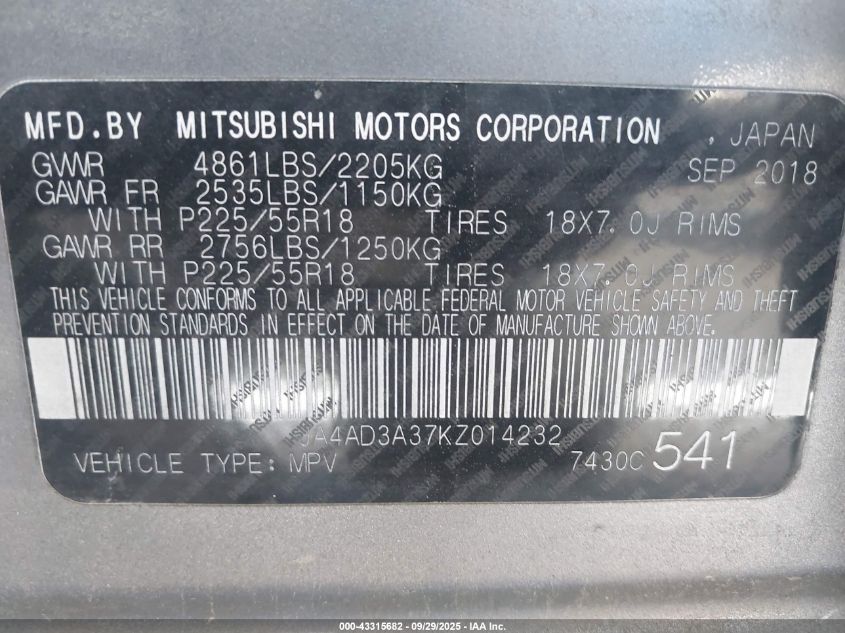 MFD.BY MITSUBISHI MOTORS CORPORATION , JAPAN
GVWR 4861LBS/2205KG SEP 2018
GAWR FR 2535LBS/1150KG
WITH P225/55R18 TIRES 18X7.0J RIMS
GAWR RR 2756LBS/1250KG
WITH P225/55R18 TIRES 18X7.0J RIMS
THIS VEHICLE CONFORMS TO ALL APPLICABLE FEDERAL MOTOR VEHICLE SAFETY AND THEFT
PREVENTION STANDARDS IN EFFECT ON THE DATE OF MANUFACTURE SHOWN ABOVE.
JA4AD3A37KZ014232
VEHICLE TYPE: MPV 7430C 541
000-43315682 - 09/29/2025 - IAA Inc.